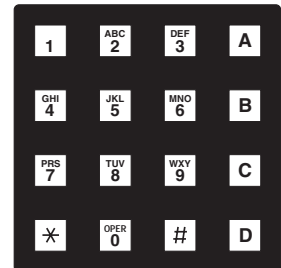 1 ABC 2 DEF 3 A
GHI 4 JKL 5 MNO 6 B
PRS 7 TUV 8 WXY 9 C
* OPER 0 # D